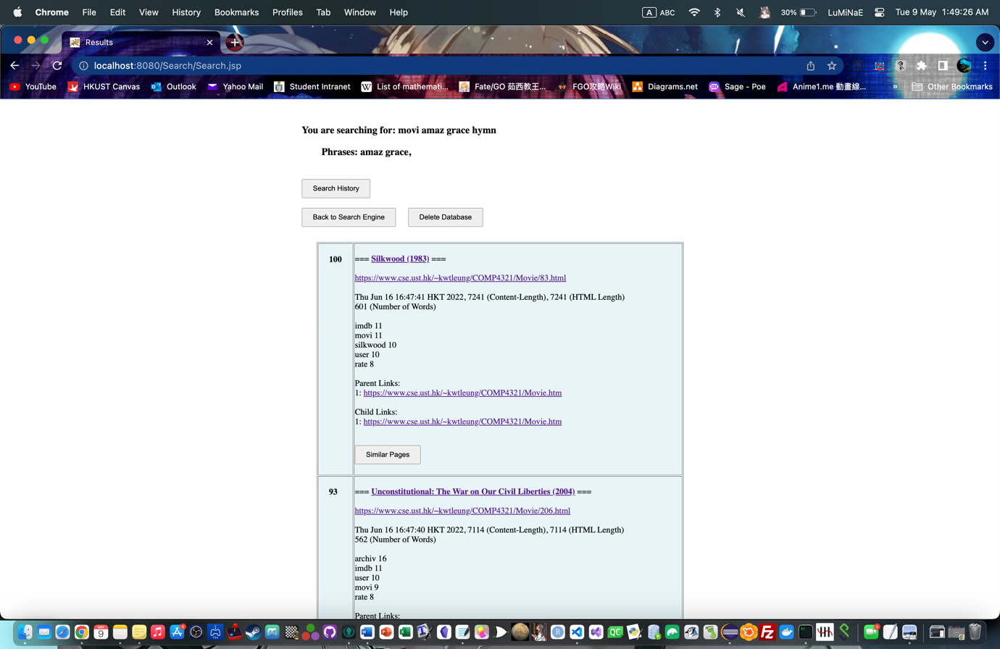 Chrome File Edit View History Bookmarks Profiles Tab Window Help
A ABC 30% LuMiNaE Tue 9 May 1:49:26 AM
Results
localhost:8080/Search/Search.jsp
YouTube HKUST Canvas Outlook Yahoo Mail Student Intranet List of mathemati... Fate/GO 茹西教王... FGO攻略Wiki Diagrams.net Sage - Poe Anime1.me 動畫線... » Other Bookmarks
You are searching for: movi amaz grace hymn
Phrases: amaz grace,
Search History
Back to Search Engine Delete Database
100 === Silkwood (1983) ===
https://www.cse.ust.hk/~kwtleung/COMP4321/Movie/83.html
Thu Jun 16 16:47:41 HKT 2022, 7241 (Content-Length), 7241 (HTML Length)
601 (Number of Words)
imdb 11
movi 11
silkwood 10
user 10
rate 8
Parent Links:
1: https://www.cse.ust.hk/~kwtleung/COMP4321/Movie.htm
Child Links:
1: https://www.cse.ust.hk/~kwtleung/COMP4321/Movie.htm
Similar Pages
93 === Unconstitutional: The War on Our Civil Liberties (2004) ===
https://www.cse.ust.hk/~kwtleung/COMP4321/Movie/206.html
Thu Jun 16 16:47:40 HKT 2022, 7114 (Content-Length), 7114 (HTML Length)
562 (Number of Words)
archiv 16
imdb 11
user 10
movi 9
rate 8
Parent Links: